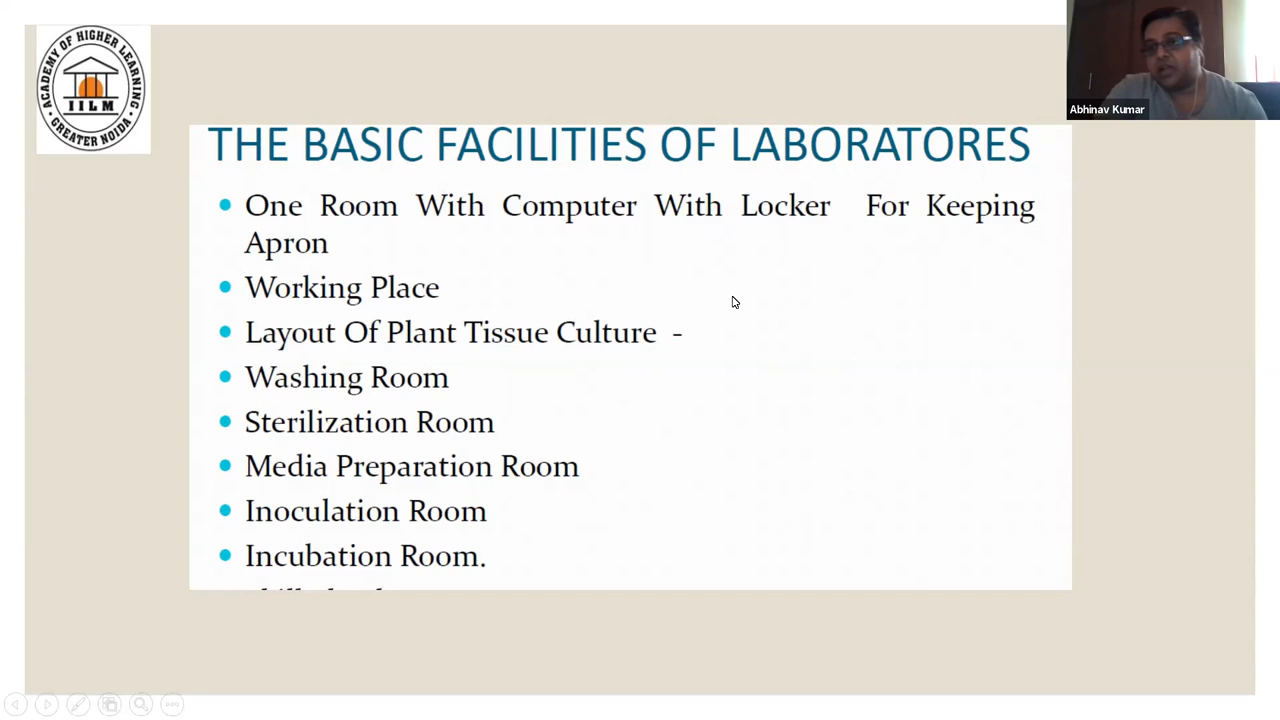 ACADEMY OF HIGHER LEARNING
IILM
GREATER NOIDA
Abhinav Kumar
THE BASIC FACILITIES OF LABORATORES
One Room With Computer With Locker For Keeping
Apron
Working Place
Layout Of Plant Tissue Culture -
Washing Room
Sterilization Room
Media Preparation Room
Inoculation Room
Incubation Room.